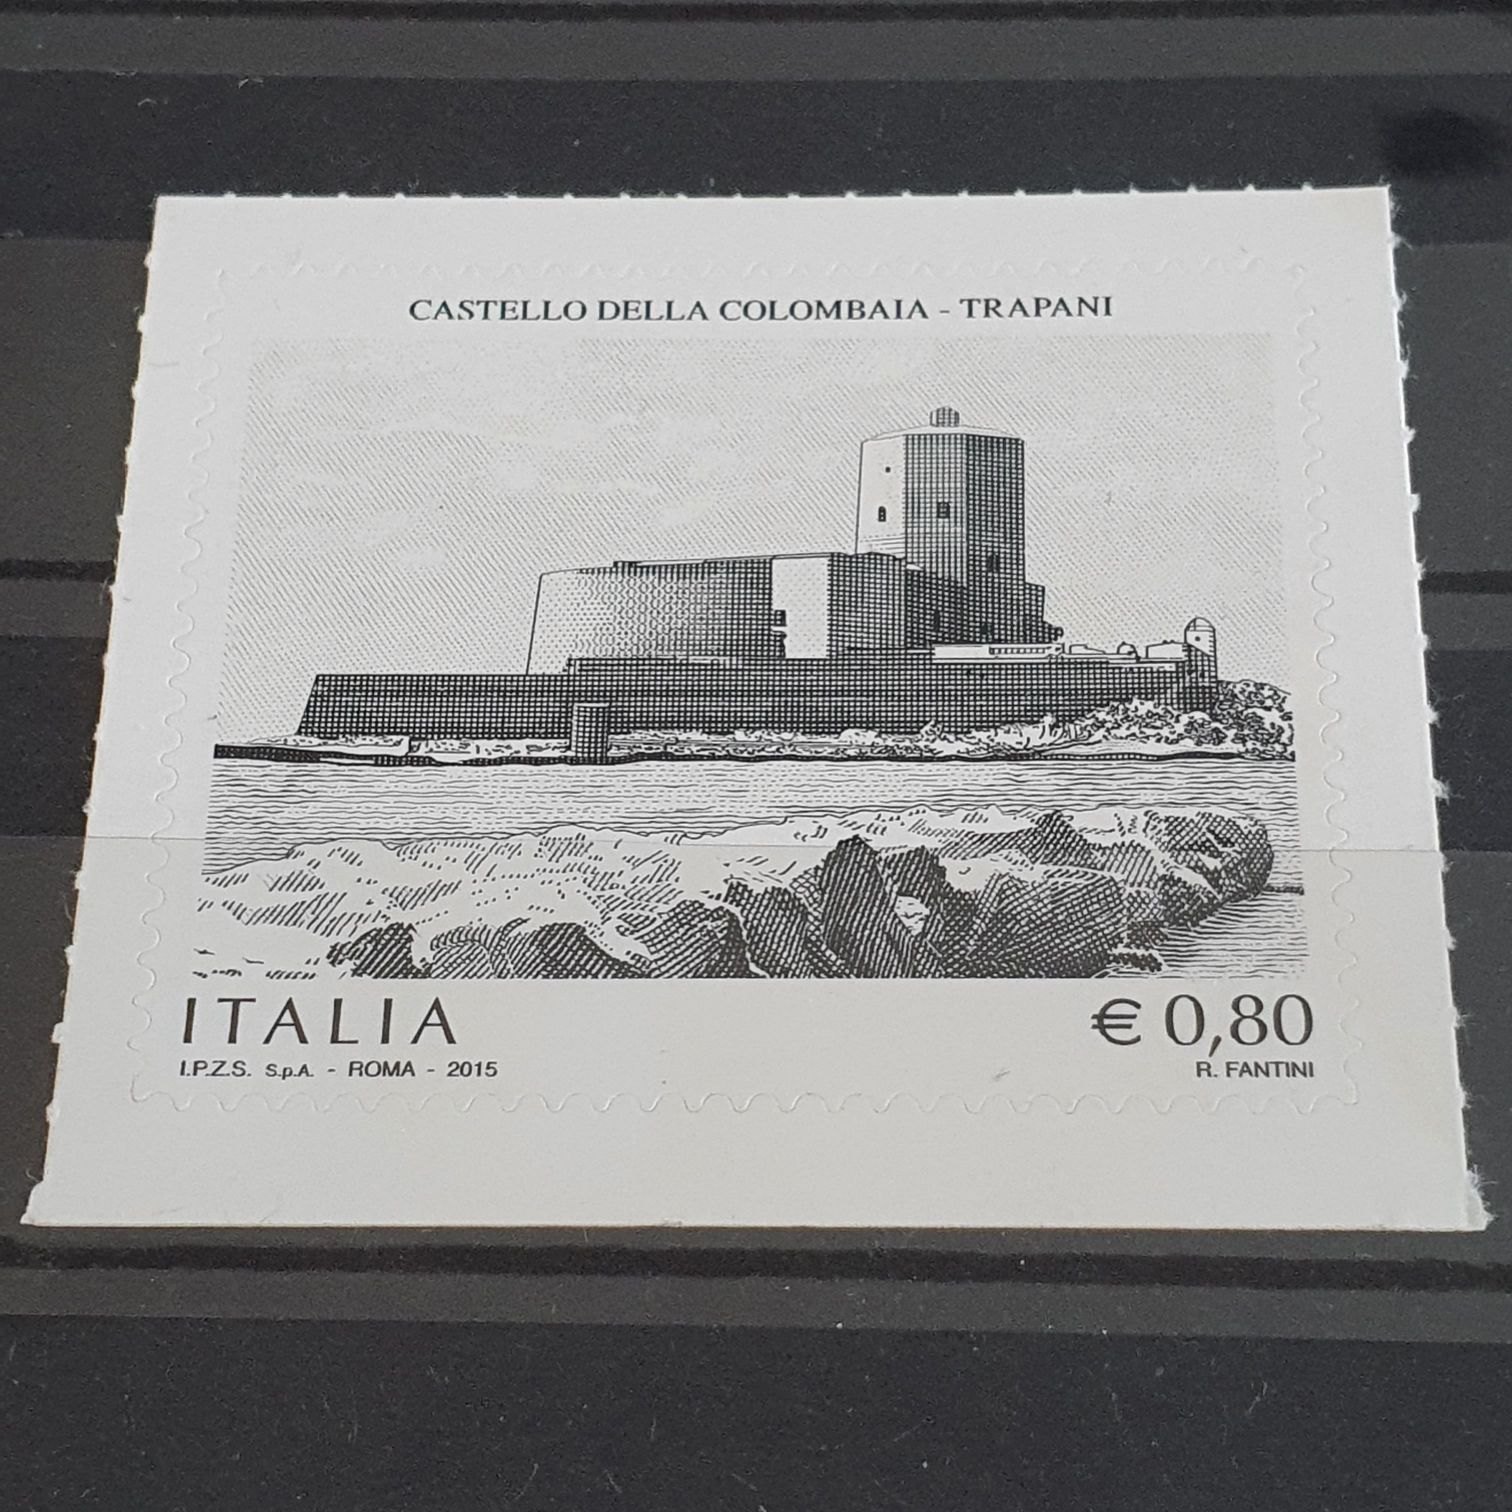 CASTELLO DELLA COLOMBAIA - TRAPANI
ITALIA
€ 0,80
I.P.Z.S. S.p.A. - ROMA - 2015
R. FANTINI